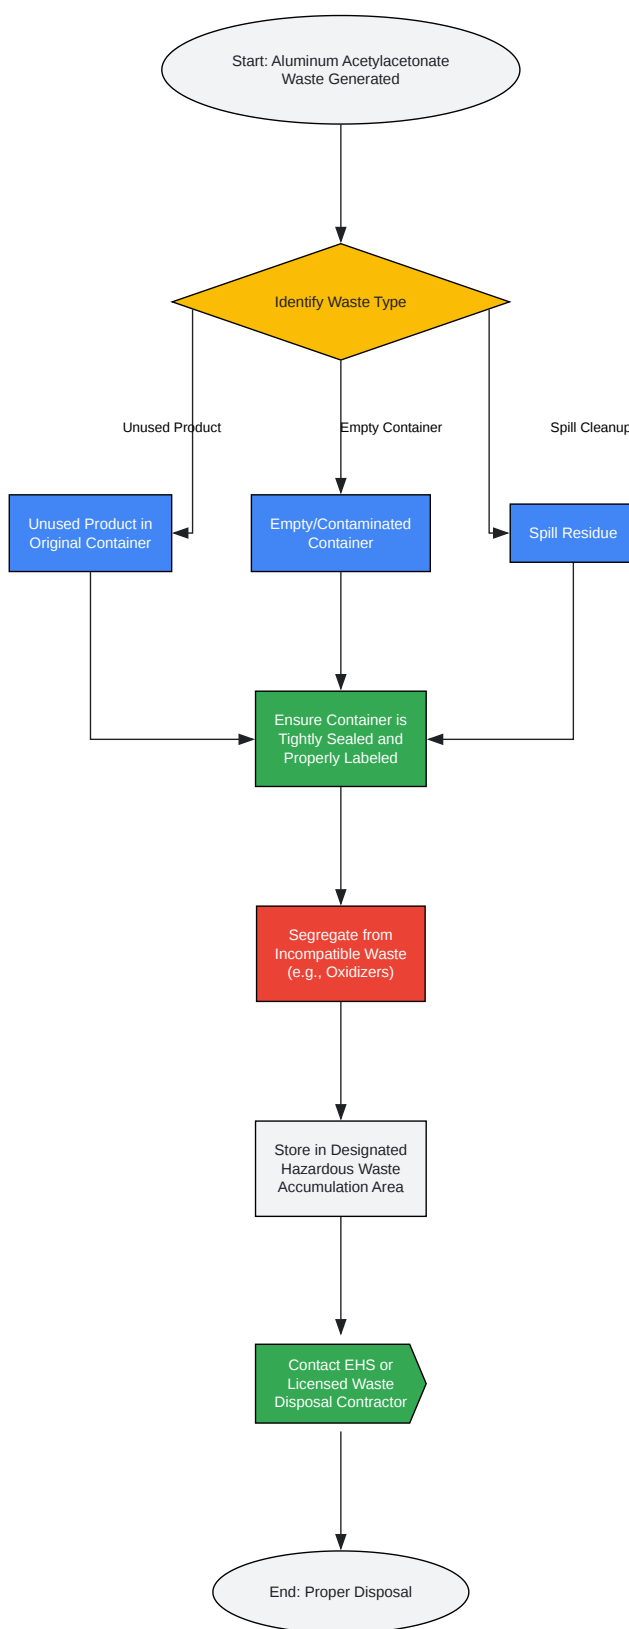 Start: Aluminum Acetylacetonate
Waste Generated
Identify Waste Type
Unused Product
Empty Container
Spill Cleanup
Unused Product in
Original Container
Empty/Contaminated
Container
Spill Residue
Ensure Container is
Tightly Sealed and
Properly Labeled
Segregate from
Incompatible Waste
(e.g., Oxidizers)
Store in Designated
Hazardous Waste
Accumulation Area
Contact EHS or
Licensed Waste
Disposal Contractor
End: Proper Disposal